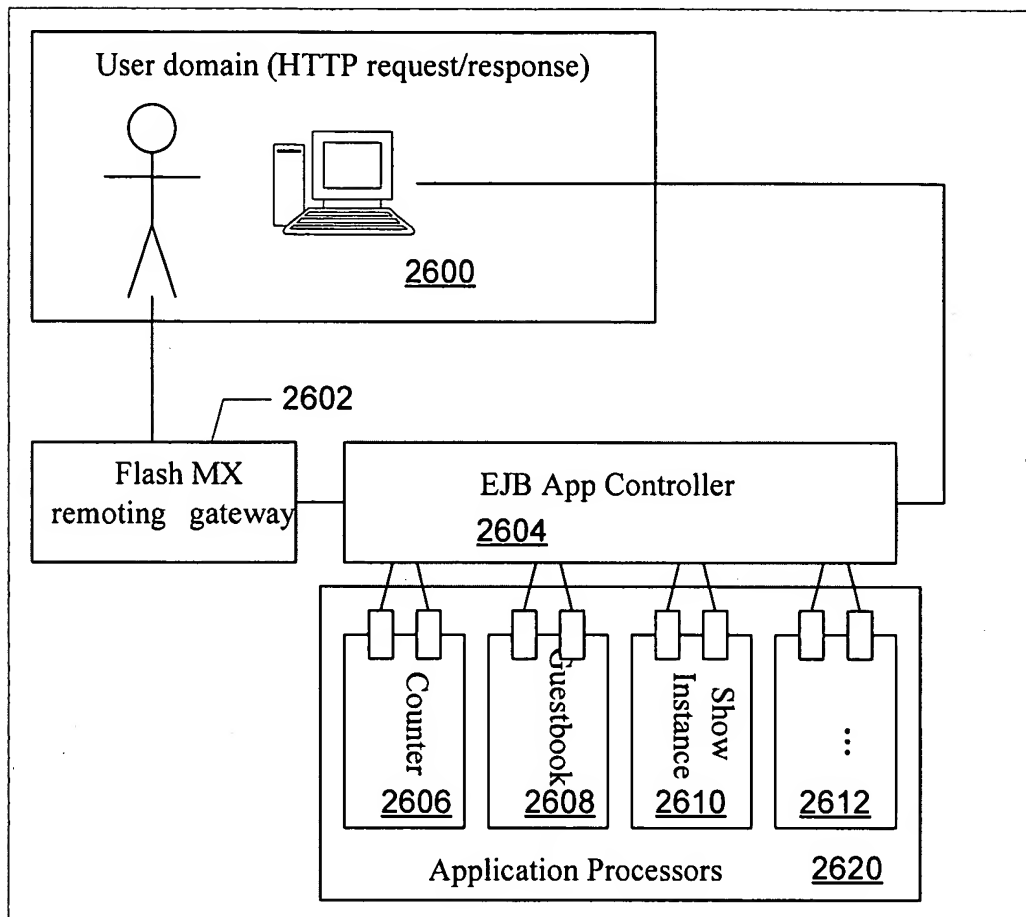 User domain (HTTP request/response)
2600
2602
Flash MX
remoting gateway
EJB App Controller
2604
Counter
2606
Guestbook
2608
Show
Instance
2610
...
2612
Application Processors
2620